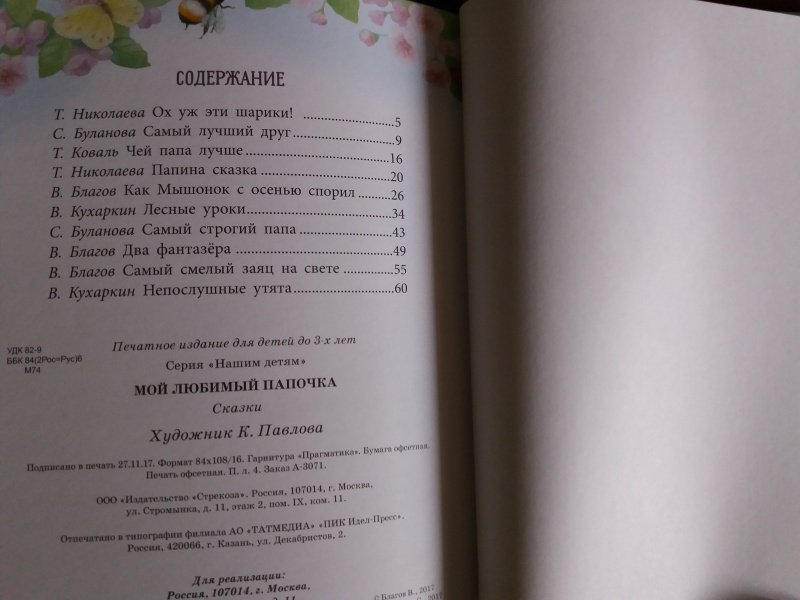 СОДЕРЖАНИЕ
Т. Николаева Ох уж эти шарики! ........................5
С. Буланова Самый лучший друг........................9
Т. Коваль Чей папа лучше................................16
Т. Николаева Папина сказка............................20
В. Благов Как Мышонок с осенью спорил.......26
В. Кухаркин Лесные уроки..............................34
С. Буланова Самый строгий папа....................43
В. Благов Два фантазёра.................................49
В. Благов Самый смелый заяц на свете............55
В. Кухаркин Непослушные утята.....................60
УДК 82-9
ББК 84(2Рос=Рус)6
М74
Печатное издание для детей до 3-х лет
Серия «Нашим детям»
МОЙ ЛЮБИМЫЙ ПАПОЧКА
Сказки
Художник К. Павлова
Подписано в печать 27.11.17. Формат 84х108/16. Гарнитура «Прагматика». Бумага офсетная.
Печать офсетная. П. л. 4. Заказ А-3071.
ООО «Издательство «Стрекоза». Россия, 107014, г. Москва,
ул. Стромынка, д. 11, этаж 2, пом. IX, ком. 11.
Отпечатано в типографии филиала АО «ТАТМЕДИА» «ПИК Идел-Пресс».
Россия, 420066, г. Казань, ул. Декабристов, 2.
Для реализации:
Россия, 107014, г. Москва,
© Благов В., 2017